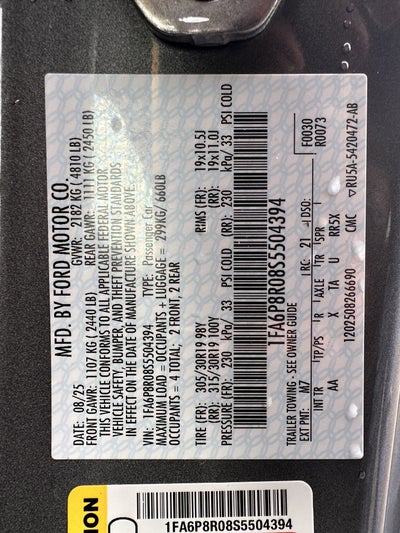 MFD. BY FORD MOTOR CO.
DATE: 08/25 GVWR: 2182 KG ( 4810 LB)
FRONT GAWR: 1107 KG ( 2440 LB) REAR GAWR: 1111 KG ( 2450 LB)
THIS VEHICLE CONFORMS TO ALL APPLICABLE FEDERAL MOTOR
VEHICLE SAFETY, BUMPER, AND THEFT PREVENTION STANDARDS
IN EFFECT ON THE DATE OF MANUFACTURE SHOWN ABOVE.
VIN: 1FA6P8R08S5504394 TYPE: Passenger Car
MAXIMUM LOAD = OCCUPANTS + LUGGAGE = 299KG/ 660LB
OCCUPANTS = 4 TOTAL; 2 FRONT, 2 REAR
TIRE (FR): 305/30R19 98Y RIMS (FR): 19x10.5J
(RR): 315/30R19 100Y (RR): 19x11.0J
PRESSURE (FR): 230 kPa/ 33 PSI COLD (RR): 230 kPa/ 33 PSI COLD
1FA6P8R08S5504394
TRAILER TOWING - SEE OWNER GUIDE F0030
EXT PNT: M7 RC: 21 DSO: R0073
INT TR TP/PS R AXLE TR SPR
AA X TA U RR5X
1202508266690 CMC ▽RU5A-5420472-AB
ION
1FA6P8R08S5504394